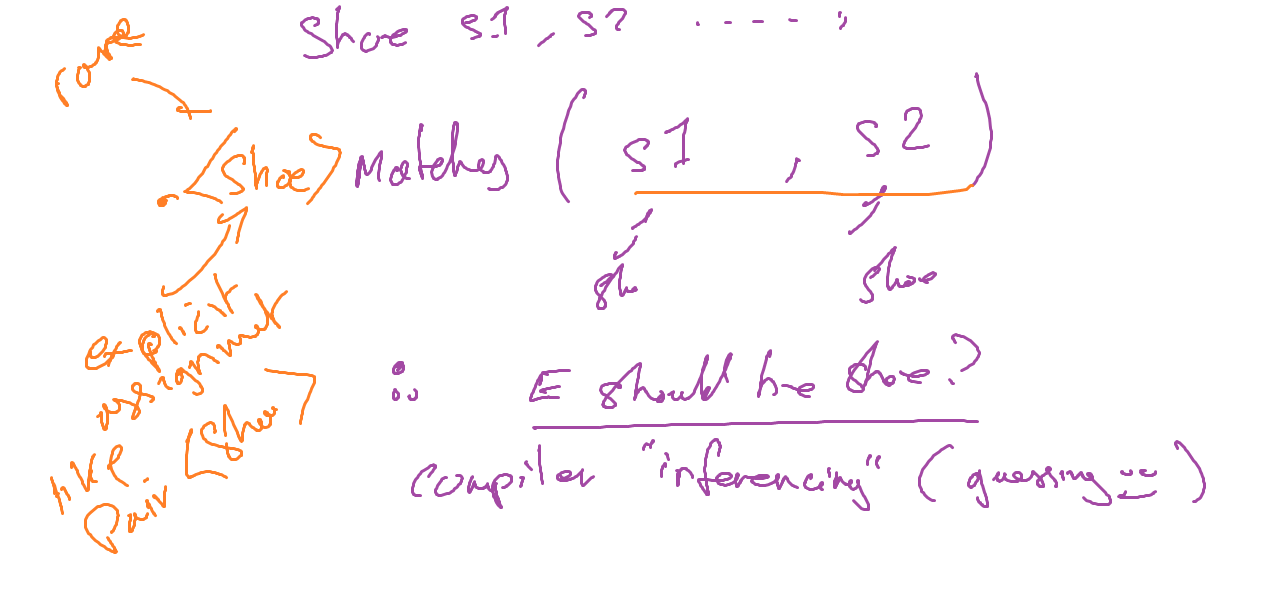 Shoe s1, s2 .....;
rare
.<Shoe> Matches (s1, s2)
sho
shoe
explicit
assignment
like
Pair <Shoe>
∴ E should be shoe?
compiler "inferencing" (guessing)